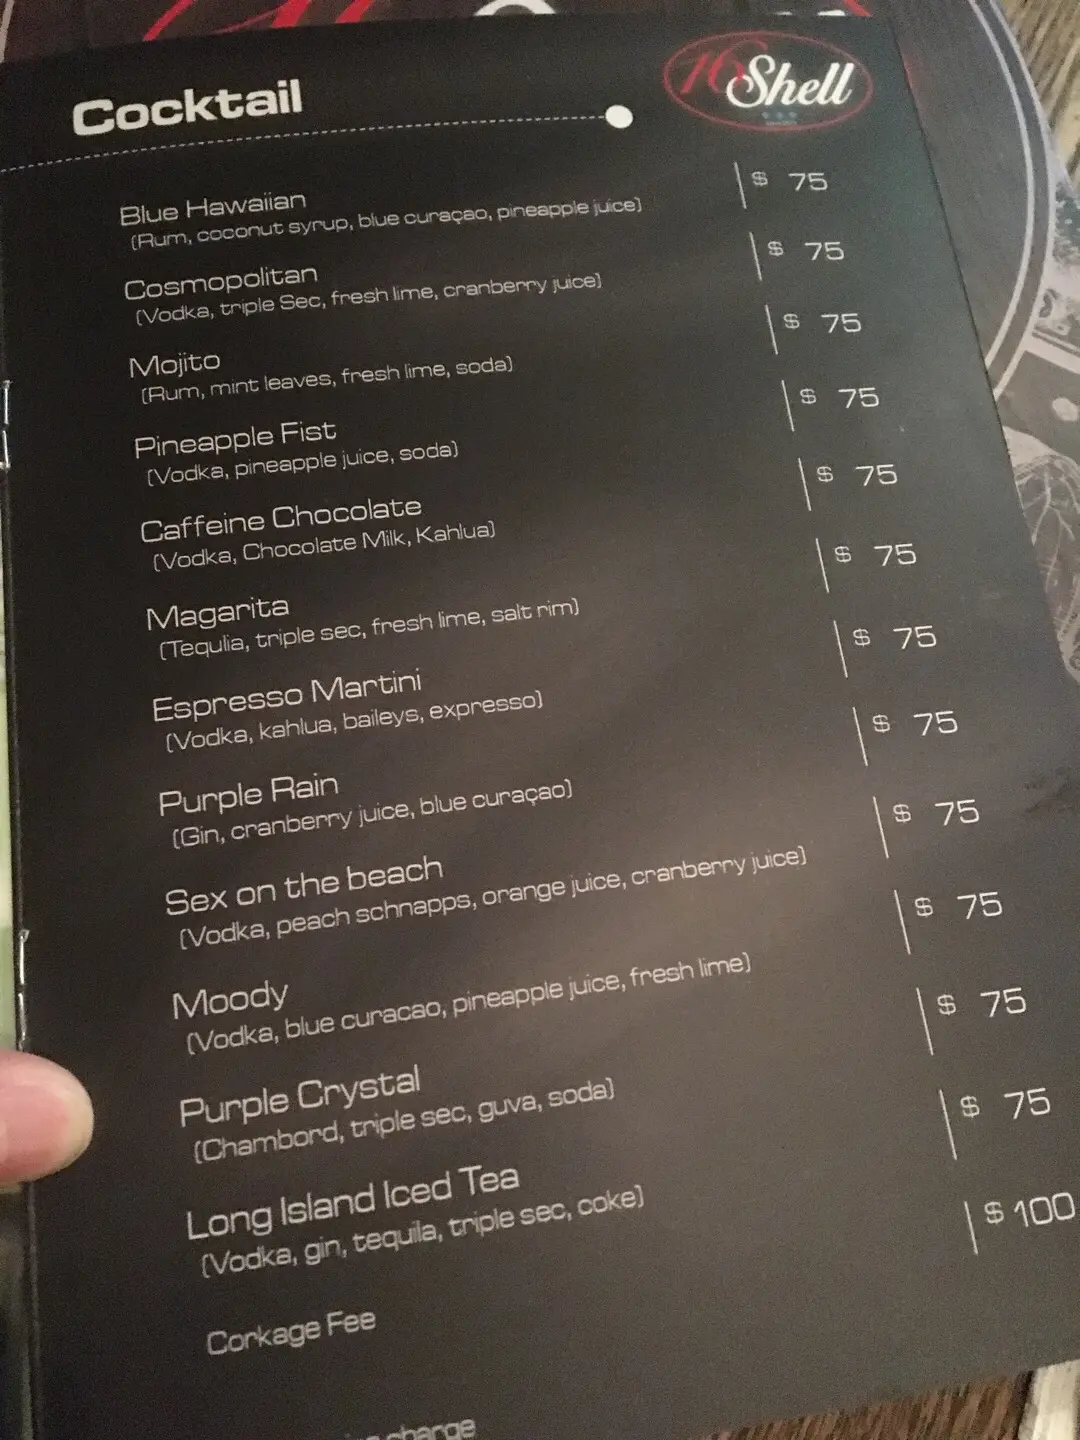 Cocktail
16 Shell
Blue Hawaiian $ 75
(Rum, coconut syrup, blue curaçao, pineapple juice)
Cosmopolitan $ 75
(Vodka, triple Sec, fresh lime, cranberry juice)
Mojito $ 75
(Rum, mint leaves, fresh lime, soda)
Pineapple Fist $ 75
(Vodka, pineapple juice, soda)
Caffeine Chocolate $ 75
(Vodka, Chocolate Milk, Kahlua)
Magarita $ 75
(Tequlia, triple sec, fresh lime, salt rim)
Espresso Martini $ 75
(Vodka, kahlua, baileys, expresso)
Purple Rain $ 75
(Gin, cranberry juice, blue curaçao)
Sex on the beach $ 75
(Vodka, peach schnapps, orange juice, cranberry juice)
Moody $ 75
(Vodka, blue curacao, pineapple juice, fresh lime)
Purple Crystal $ 75
(Chambord, triple sec, guva, soda)
Long Island Iced Tea $ 75
(Vodka, gin, tequila, triple sec, coke)
Corkage Fee $ 100
charge